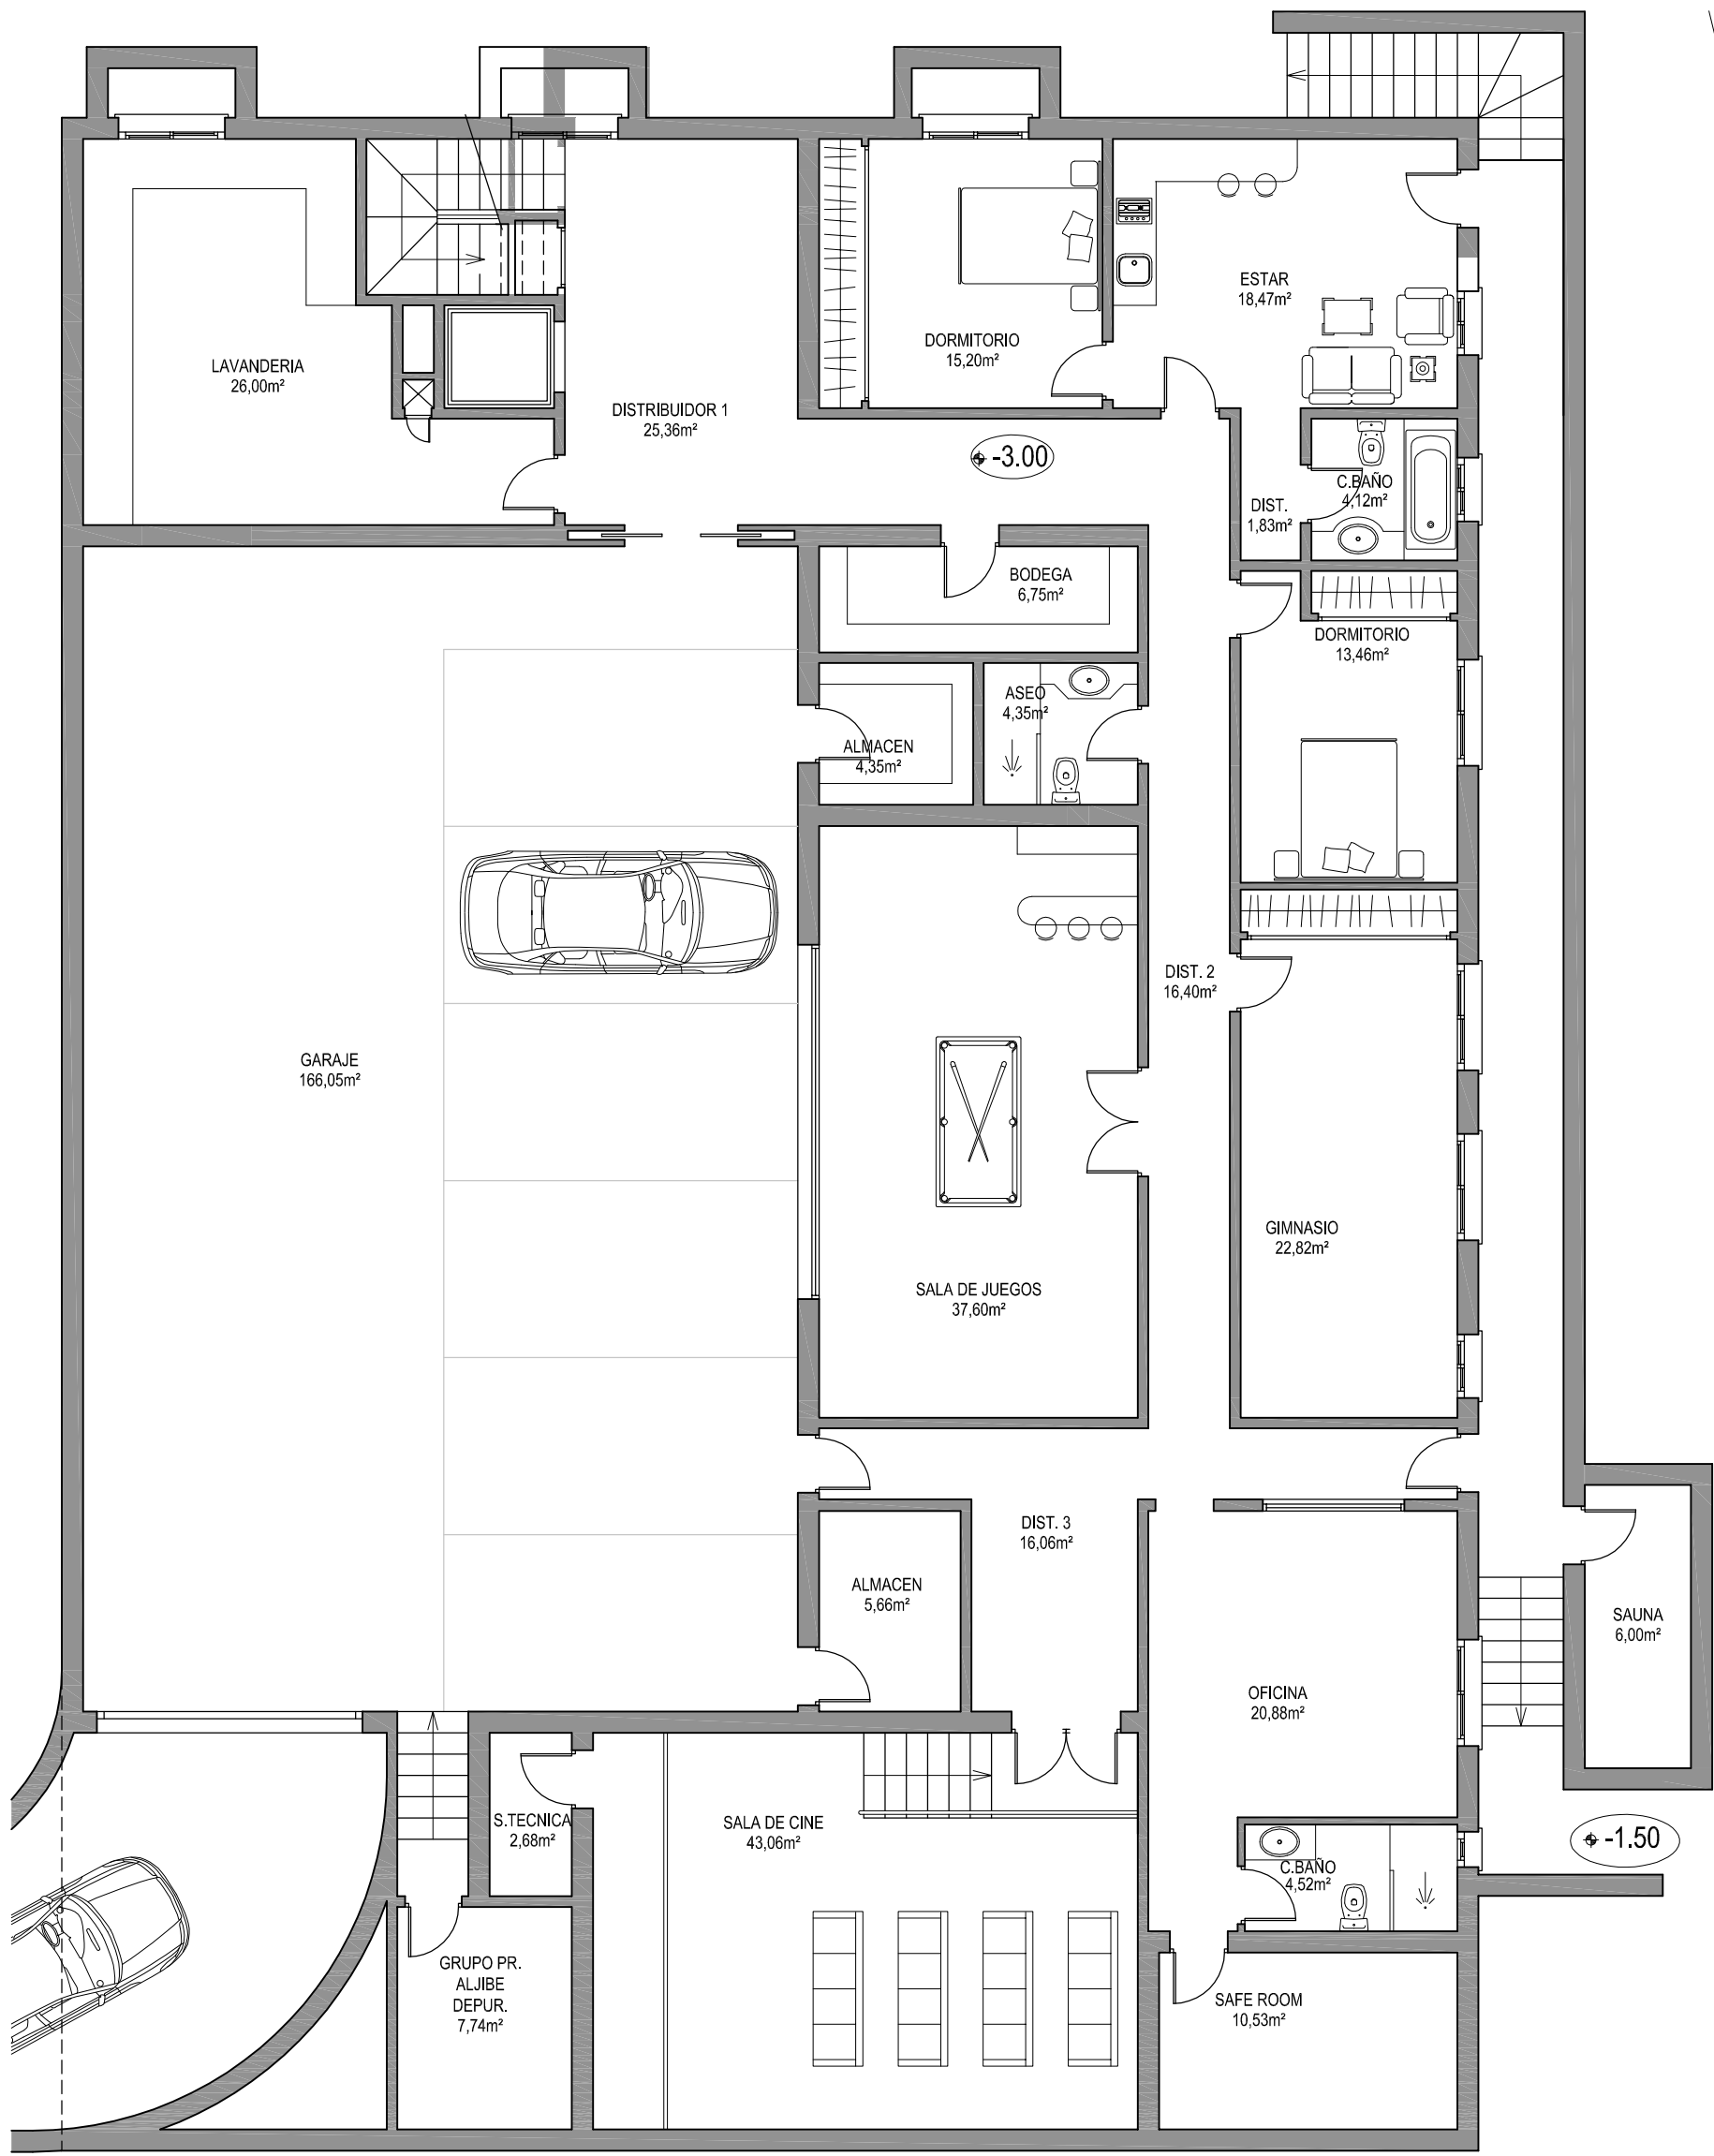 ESTAR
18,47m²
DORMITORIO
15,20m²
LAVANDERIA
26,00m²
DISTRIBUIDOR 1
25,36m²
-3.00
C.BAÑO
4,12m²
DIST.
1,83m²
BODEGA
6,75m²
DORMITORIO
13,46m²
ASEO
4,35m²
ALMACEN
4,35m²
DIST. 2
16,40m²
GARAJE
166,05m²
GIMNASIO
22,82m²
SALA DE JUEGOS
37,60m²
DIST. 3
16,06m²
ALMACEN
5,66m²
SAUNA
6,00m²
OFICINA
20,88m²
S.TECNICA
2,68m²
SALA DE CINE
43,06m²
-1.50
C.BAÑO
4,52m²
GRUPO PR.
ALJIBE
DEPUR.
7,74m²
SAFE ROOM
10,53m²